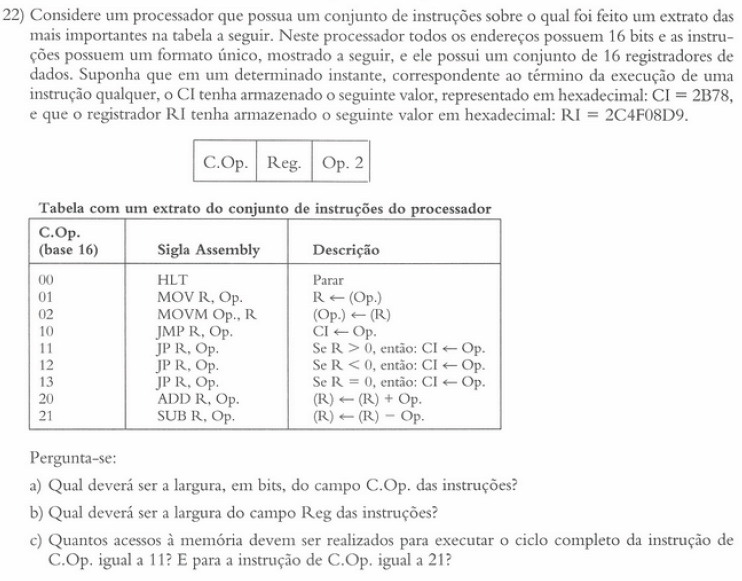 22) Considere um processador que possua um conjunto de instruções sobre o qual foi feito um extrato das
mais importantes na tabela a seguir. Neste processador todos os endereços possuem 16 bits e as instru-
ções possuem um formato único, mostrado a seguir, e ele possui um conjunto de 16 registradores de
dados. Suponha que em um determinado instante, correspondente ao término da execução de uma
instrução qualquer, o CI tenha armazenado o seguinte valor, representado em hexadecimal: CI = 2B78,
e que o registrador RI tenha armazenado o seguinte valor em hexadecimal: RI = 2C4F08D9.
C.Op. Reg. Op. 2
Tabela com um extrato do conjunto de instruções do processador
C.Op.
(base 16) Sigla Assembly Descrição
00 HLT Parar
01 MOV R, Op. R ← (Op.)
02 MOVM Op., R (Op.) ← (R)
10 JMP R, Op. CI ← Op.
11 JP R, Op. Se R > 0, então: CI ← Op.
12 JP R, Op. Se R < 0, então: CI ← Op.
13 JP R, Op. Se R = 0, então: CI ← Op.
20 ADD R, Op. (R) ← (R) + Op.
21 SUB R, Op. (R) ← (R) − Op.
Pergunta-se:
a) Qual deverá ser a largura, em bits, do campo C.Op. das instruções?
b) Qual deverá ser a largura do campo Reg das instruções?
c) Quantos acessos à memória devem ser realizados para executar o ciclo completo da instrução de
C.Op. igual a 11? E para a instrução de C.Op. igual a 21?